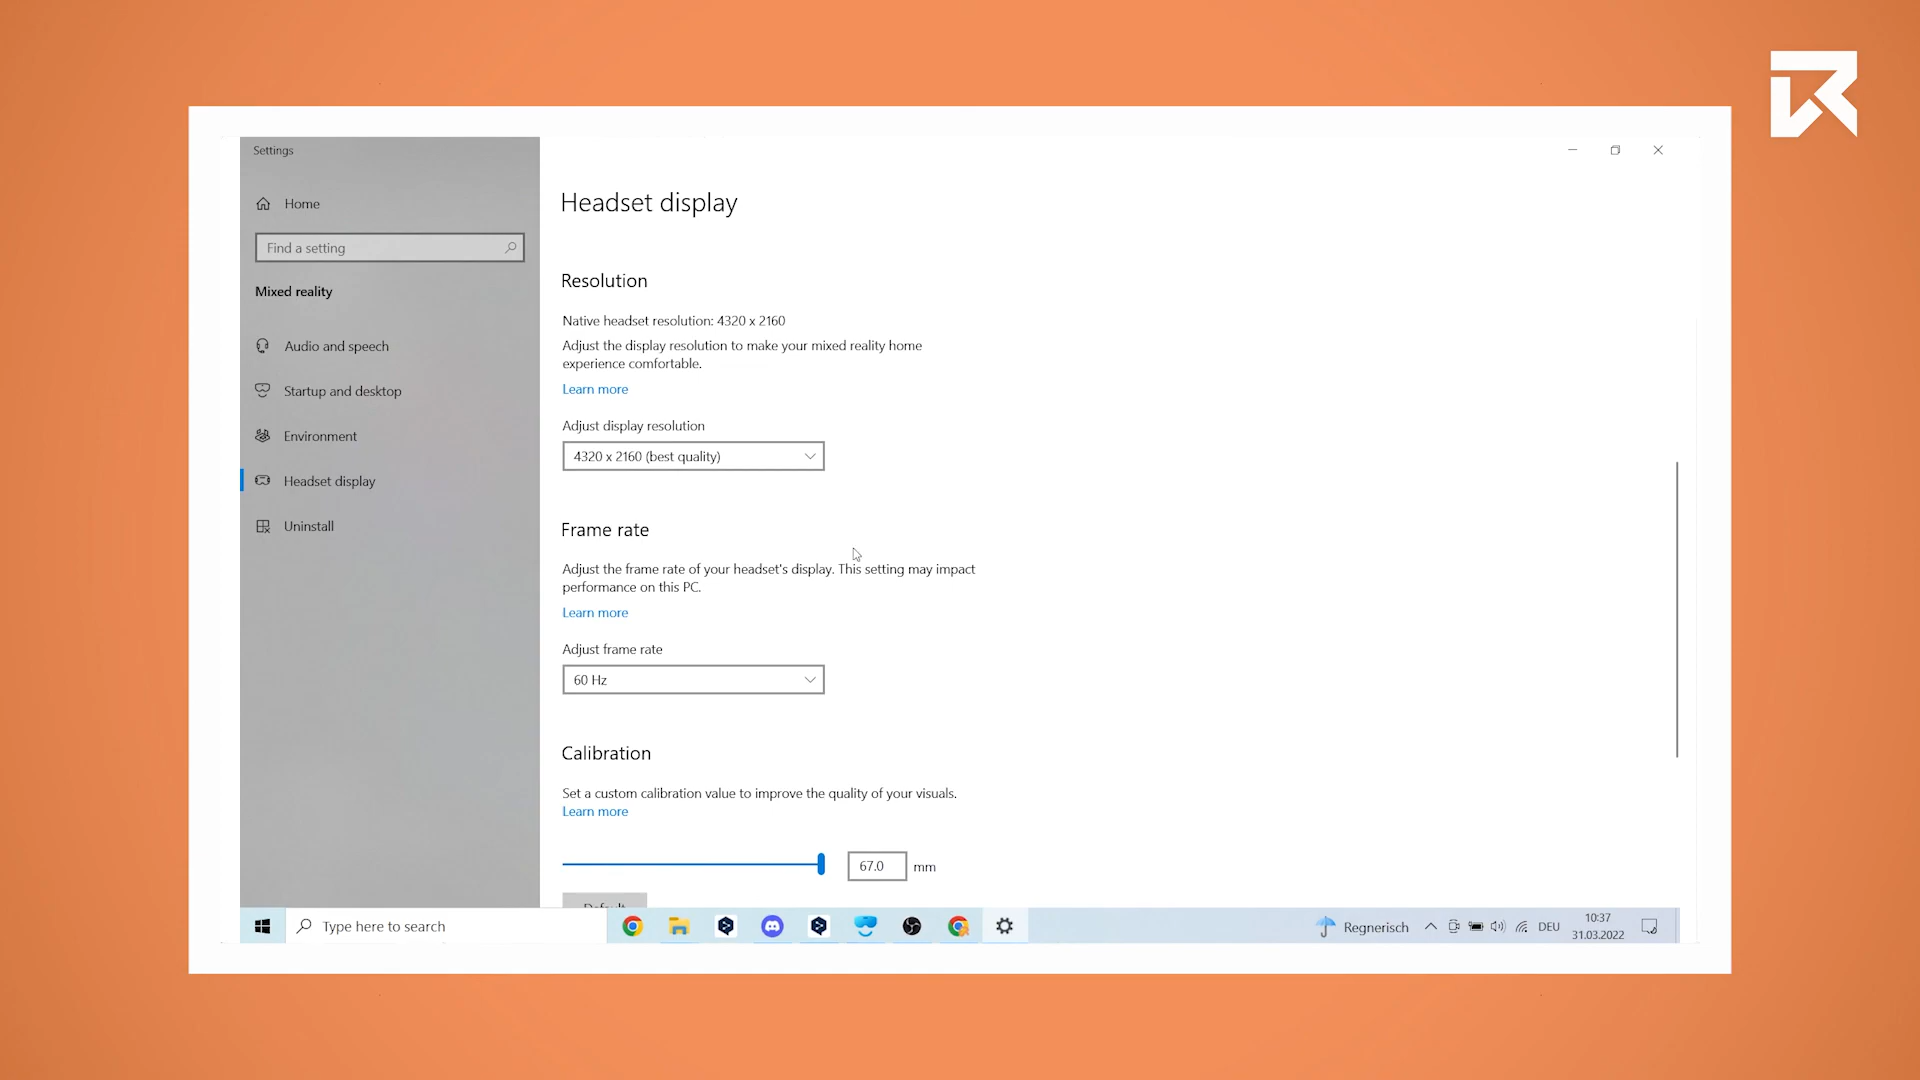 Settings
Home
Find a setting
Mixed reality
Audio and speech
Startup and desktop
Environment
Headset display
Uninstall
Headset display
Resolution
Native headset resolution: 4320 x 2160
Adjust the display resolution to make your mixed reality home
experience comfortable.
Learn more
Adjust display resolution
4320 x 2160 (best quality)
Frame rate
Adjust the frame rate of your headset's display. This setting may impact
performance on this PC.
Learn more
Adjust frame rate
60 Hz
Calibration
Set a custom calibration value to improve the quality of your visuals.
Learn more
67.0 mm
Default
Type here to search
Regnerisch
DEU
10:37
31.03.2022